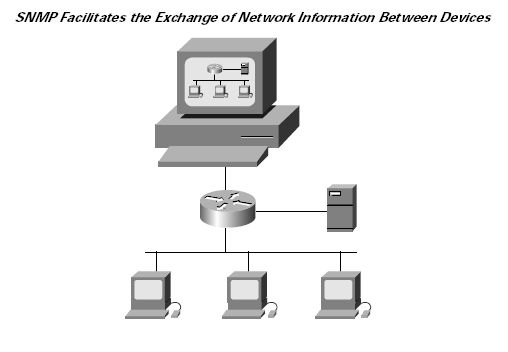 SNMP Facilitates the Exchange of Network Information Between Devices